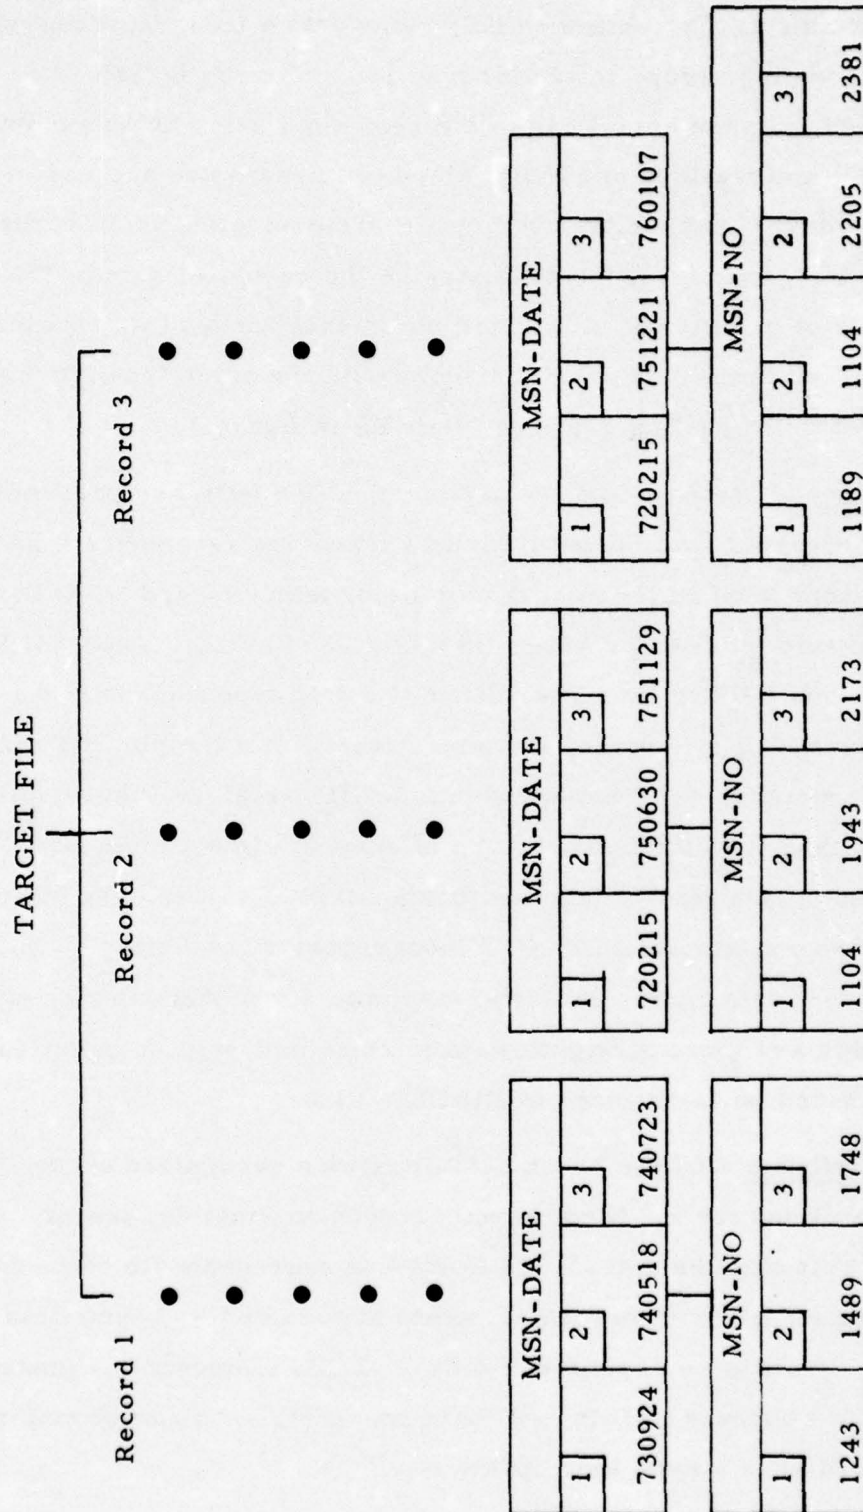 TARGET FILE
Record 1 Record 2 Record 3
MSN-DATE MSN-DATE MSN-DATE
1 2 3 1 2 3 1 2 3
730924 740518 740723 720215 750630 751129 720215 751221 760107
MSN-NO MSN-NO MSN-NO
1 2 3 1 2 3 1 2 2 3
1243 1489 1748 1104 1943 2173 1189 1104 2205 2381